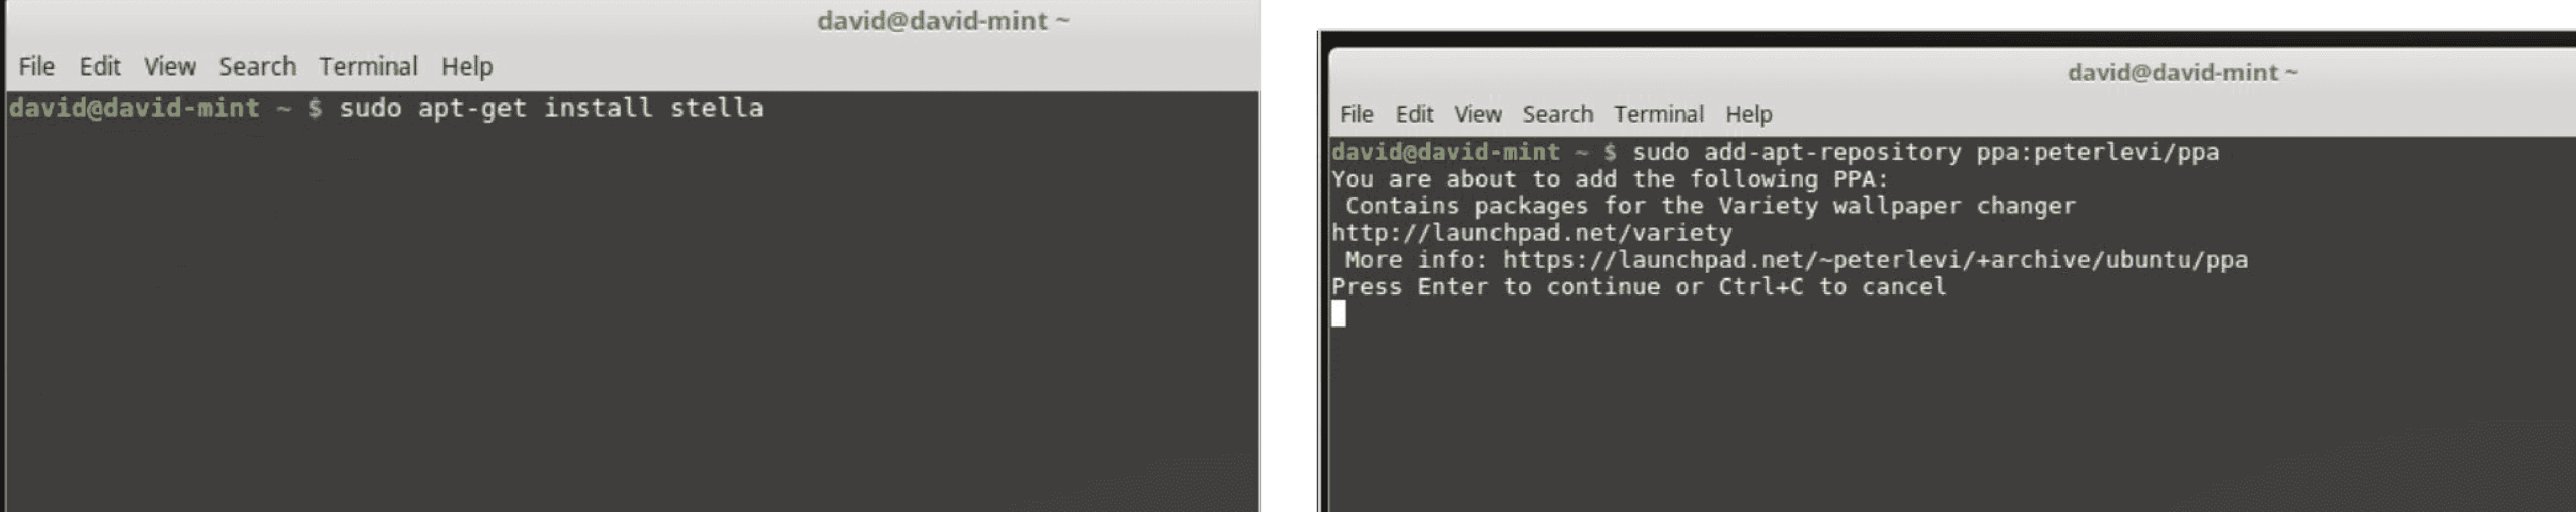 david@david-mint ~
File Edit View Search Terminal Help
david@david-mint ~ $ sudo apt-get install stella
david@david-mint ~
File Edit View Search Terminal Help
david@david-mint ~ $ sudo add-apt-repository ppa:peterlevi/ppa
You are about to add the following PPA:
Contains packages for the Variety wallpaper changer
http://launchpad.net/variety
More info: https://launchpad.net/~peterlevi/+archive/ubuntu/ppa
Press Enter to continue or Ctrl+C to cancel